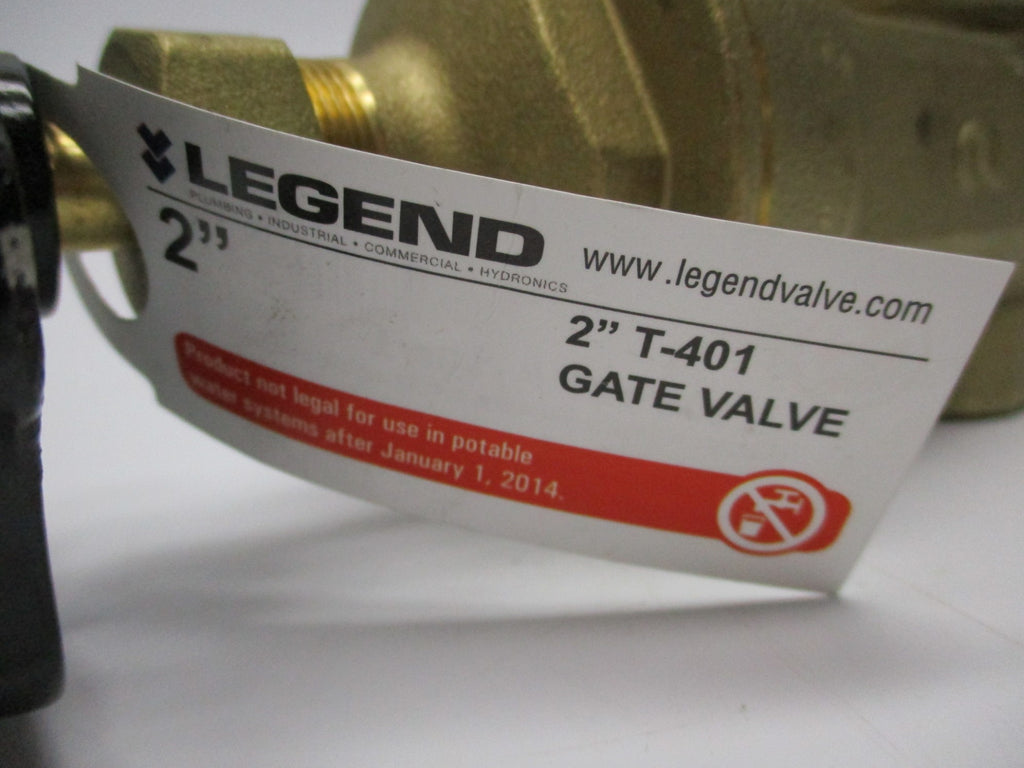 LEGEND
PLUMBING • INDUSTRIAL • COMMERCIAL • HYDRONICS
www.legendvalve.com
2”
2” T-401
GATE VALVE
Product not legal for use in potable
water systems after January 1, 2014.